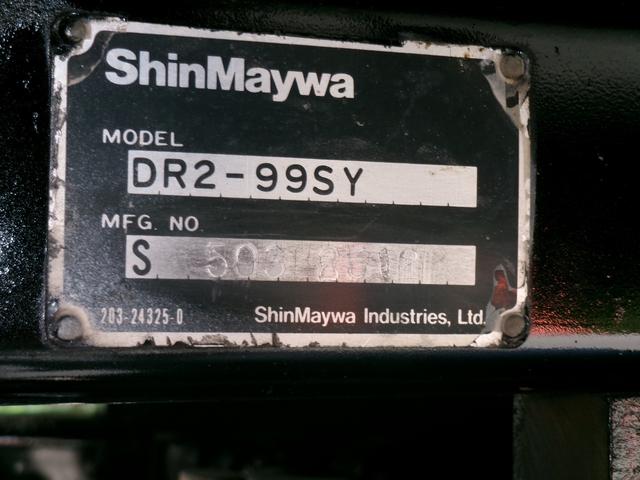 ShinMaywa
MODEL
DR2-99SY
MFG. NO
S
203-24325-0
ShinMaywa Industries, Ltd.